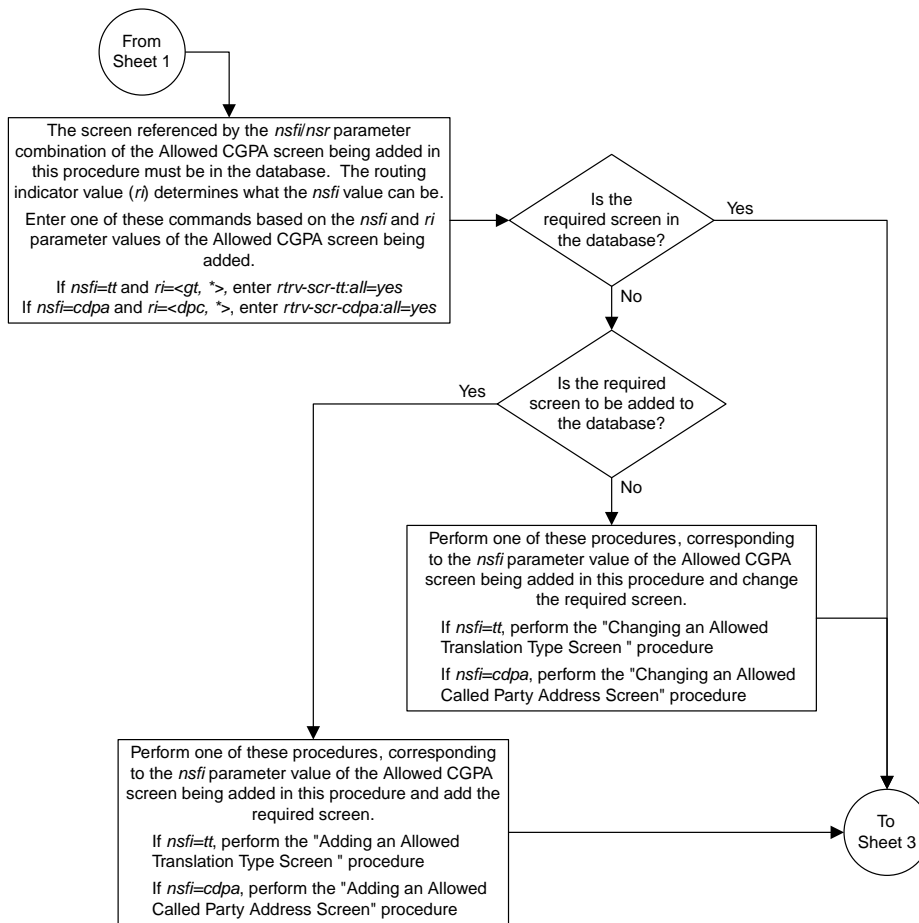 From
Sheet 1
The screen referenced by the nsfi/nsr parameter
combination of the Allowed CGPA screen being added in
this procedure must be in the database.  The routing
indicator value (ri) determines what the nsfi value can be.
Enter one of these commands based on the nsfi and ri
parameter values of the Allowed CGPA screen being
added.
If nsfi=tt and ri=<gt, *>, enter rtrv-scr-tt:all=yes
If nsfi=cdpa and ri=<dpc, *>, enter rtrv-scr-cdpa:all=yes
Is the
required screen in
the database?
Yes
No
Is the required
screen to be added to
the database?
Yes
No
Perform one of these procedures, corresponding
to the nsfi parameter value of the Allowed CGPA
screen being added in this procedure and change
the required screen.
If nsfi=tt, perform the "Changing an Allowed
Translation Type Screen " procedure
If nsfi=cdpa, perform the "Changing an Allowed
Called Party Address Screen" procedure
Perform one of these procedures, corresponding
to the nsfi parameter value of the Allowed CGPA
screen being added in this procedure and add the
required screen.
If nsfi=tt, perform the "Adding an Allowed
Translation Type Screen " procedure
If nsfi=cdpa, perform the "Adding an Allowed
Called Party Address Screen" procedure
To
Sheet 3